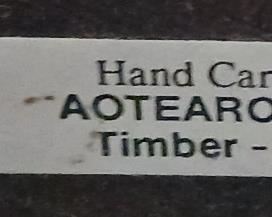 Hand Car
AOTEARO
Timber -